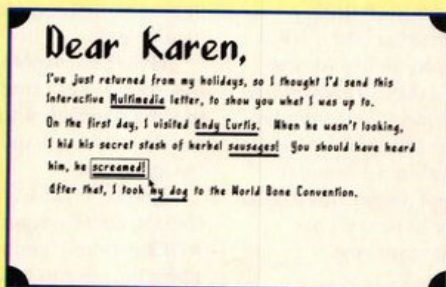 Dear Karen,
I've just returned from my holidays, so I thought I'd send this
Interactive Multimedia letter, to show you what I was up to.
On the first day, I visited Andy Curtis. When he wasn't looking,
I hid his secret stash of herbal sausages! You should have heard
him, he screamed!
After that, I took my dog to the World Bone Convention.